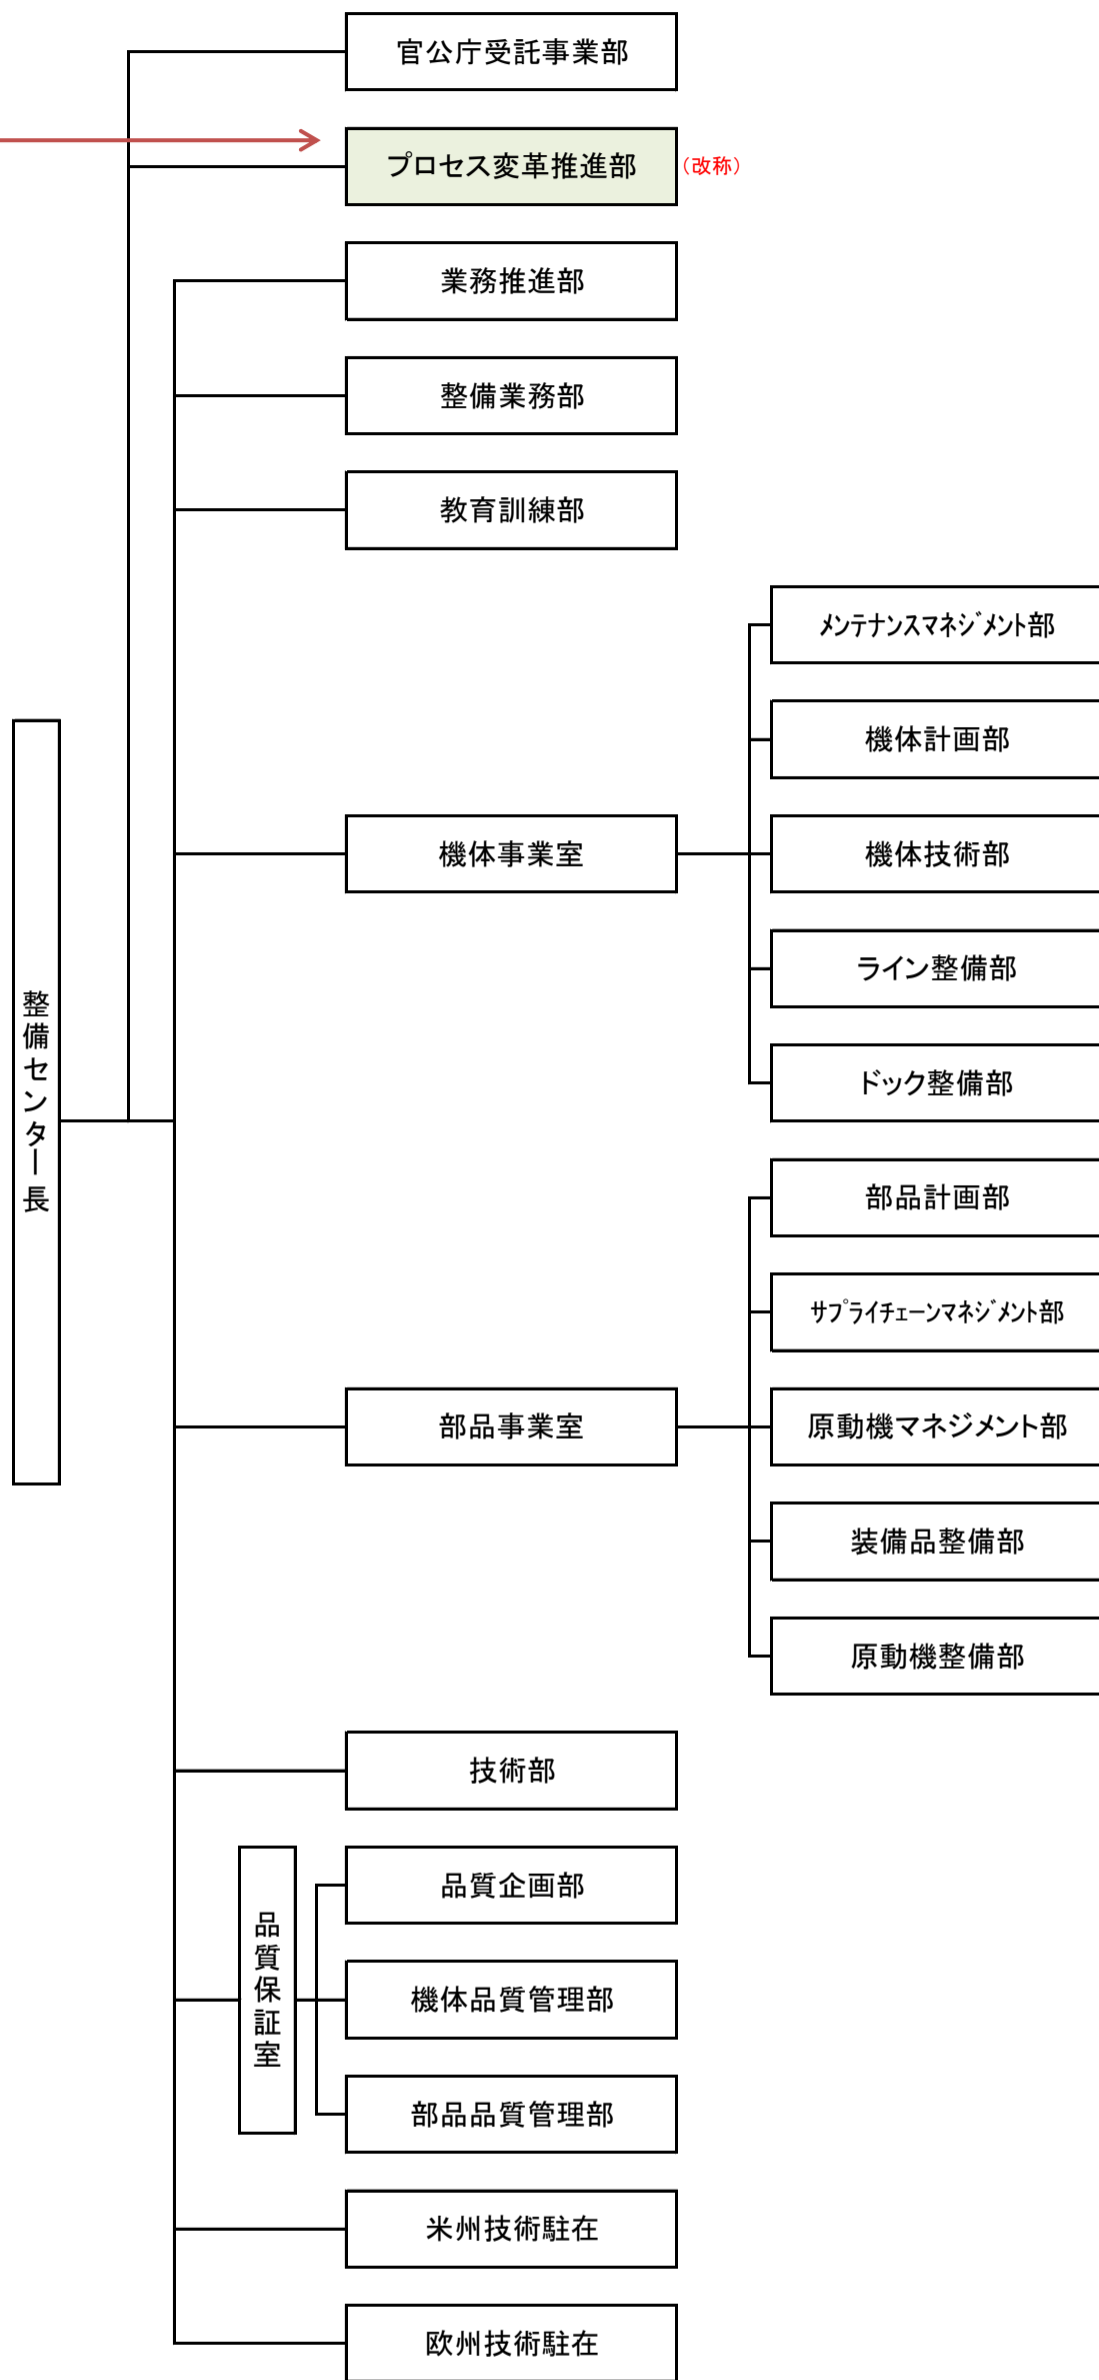 官公庁受託事業部
プロセス変革推進部
（改称）
業務推進部
整備業務部
教育訓練部
メンテナンスマネジメント部
機体計画部
機体事業室
機体技術部
ライン整備部
ドック整備部
整備センター長
部品計画部
サプライチェーンマネジメント部
部品事業室
原動機マネジメント部
装備品整備部
原動機整備部
技術部
品質保証室
品質企画部
機体品質管理部
部品品質管理部
米州技術駐在
欧州技術駐在